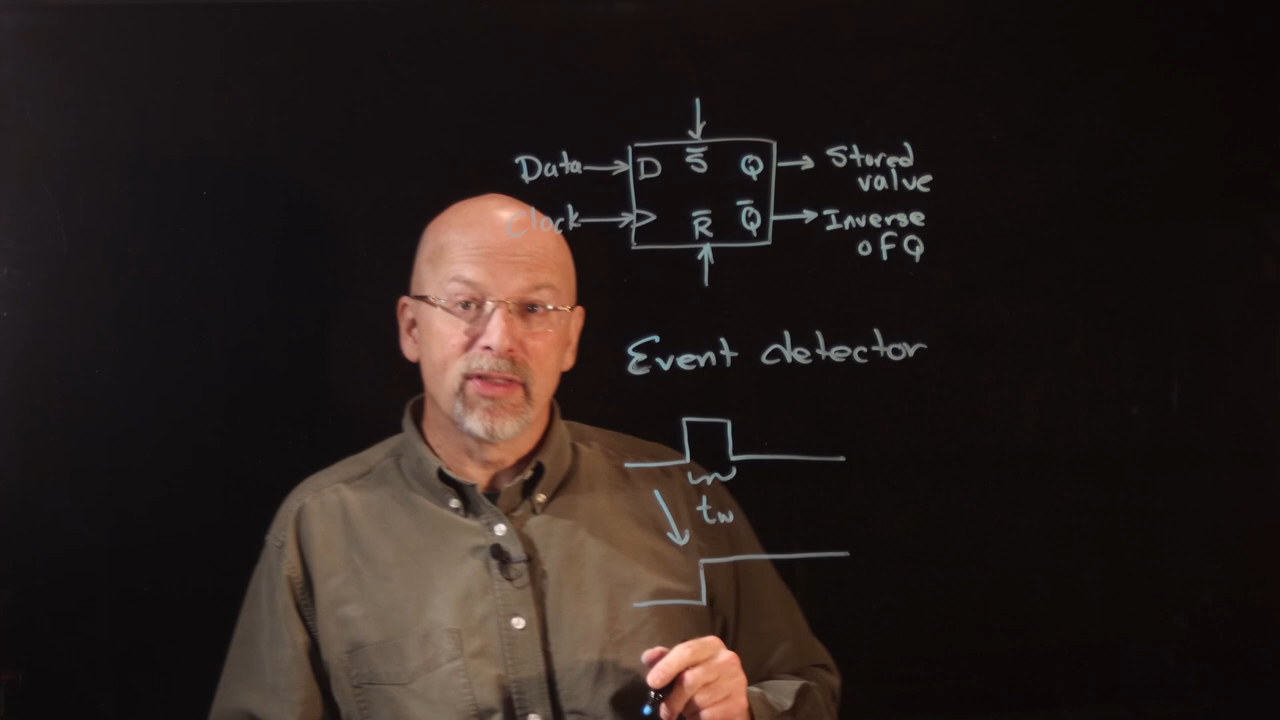 S̅
Data D Q Stored
value
Clock R̅ Q̅ Inverse
of Q
Event detector
tw